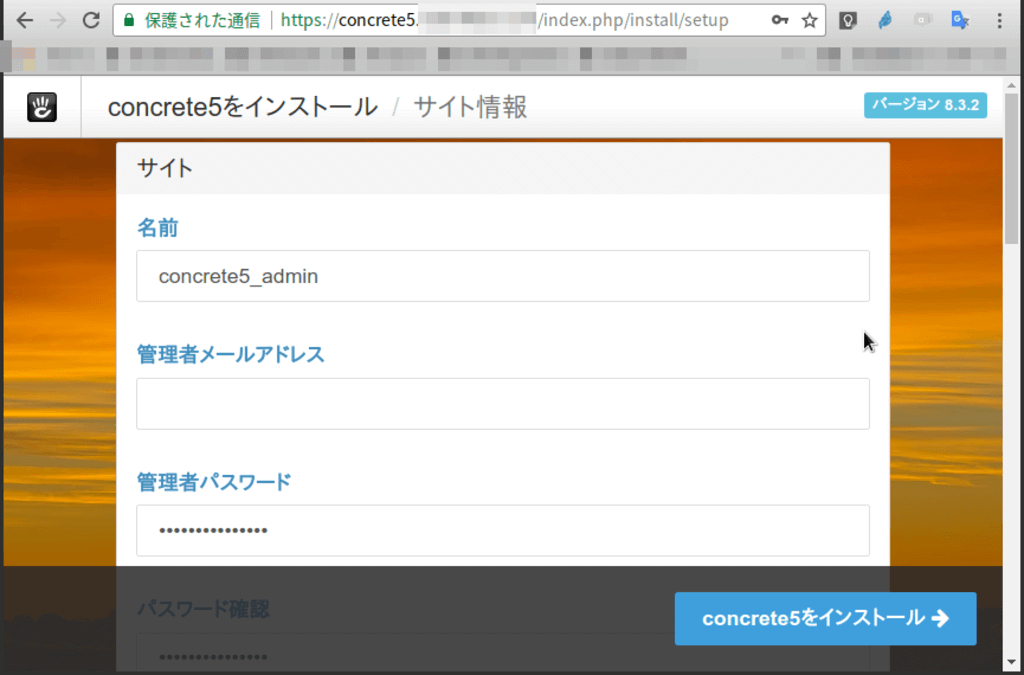 保護された通信 | https://concrete5. /index.php/install/setup
concrete5をインストール / サイト情報
バージョン 8.3.2
サイト
名前
concrete5_admin
管理者メールアドレス
管理者パスワード
•••••••••••••••
パスワード確認
•••••••••••••••
concrete5をインストール